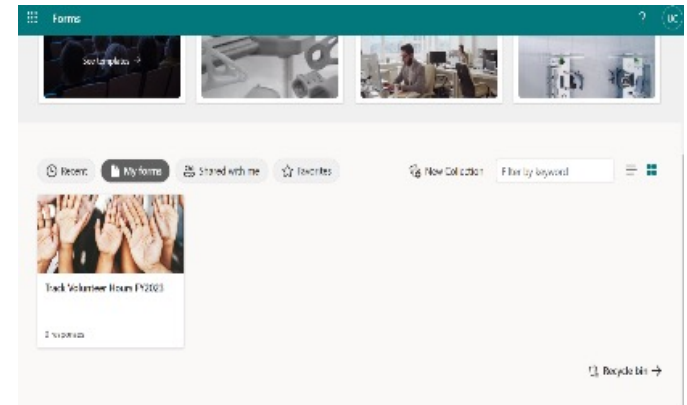 Forms
?
UC
See templates →
Recent
My forms
Shared with me
Favorites
New Collection
Filter by keyword
Track Volunteer Hours FY2023
responses
Recycle bin →